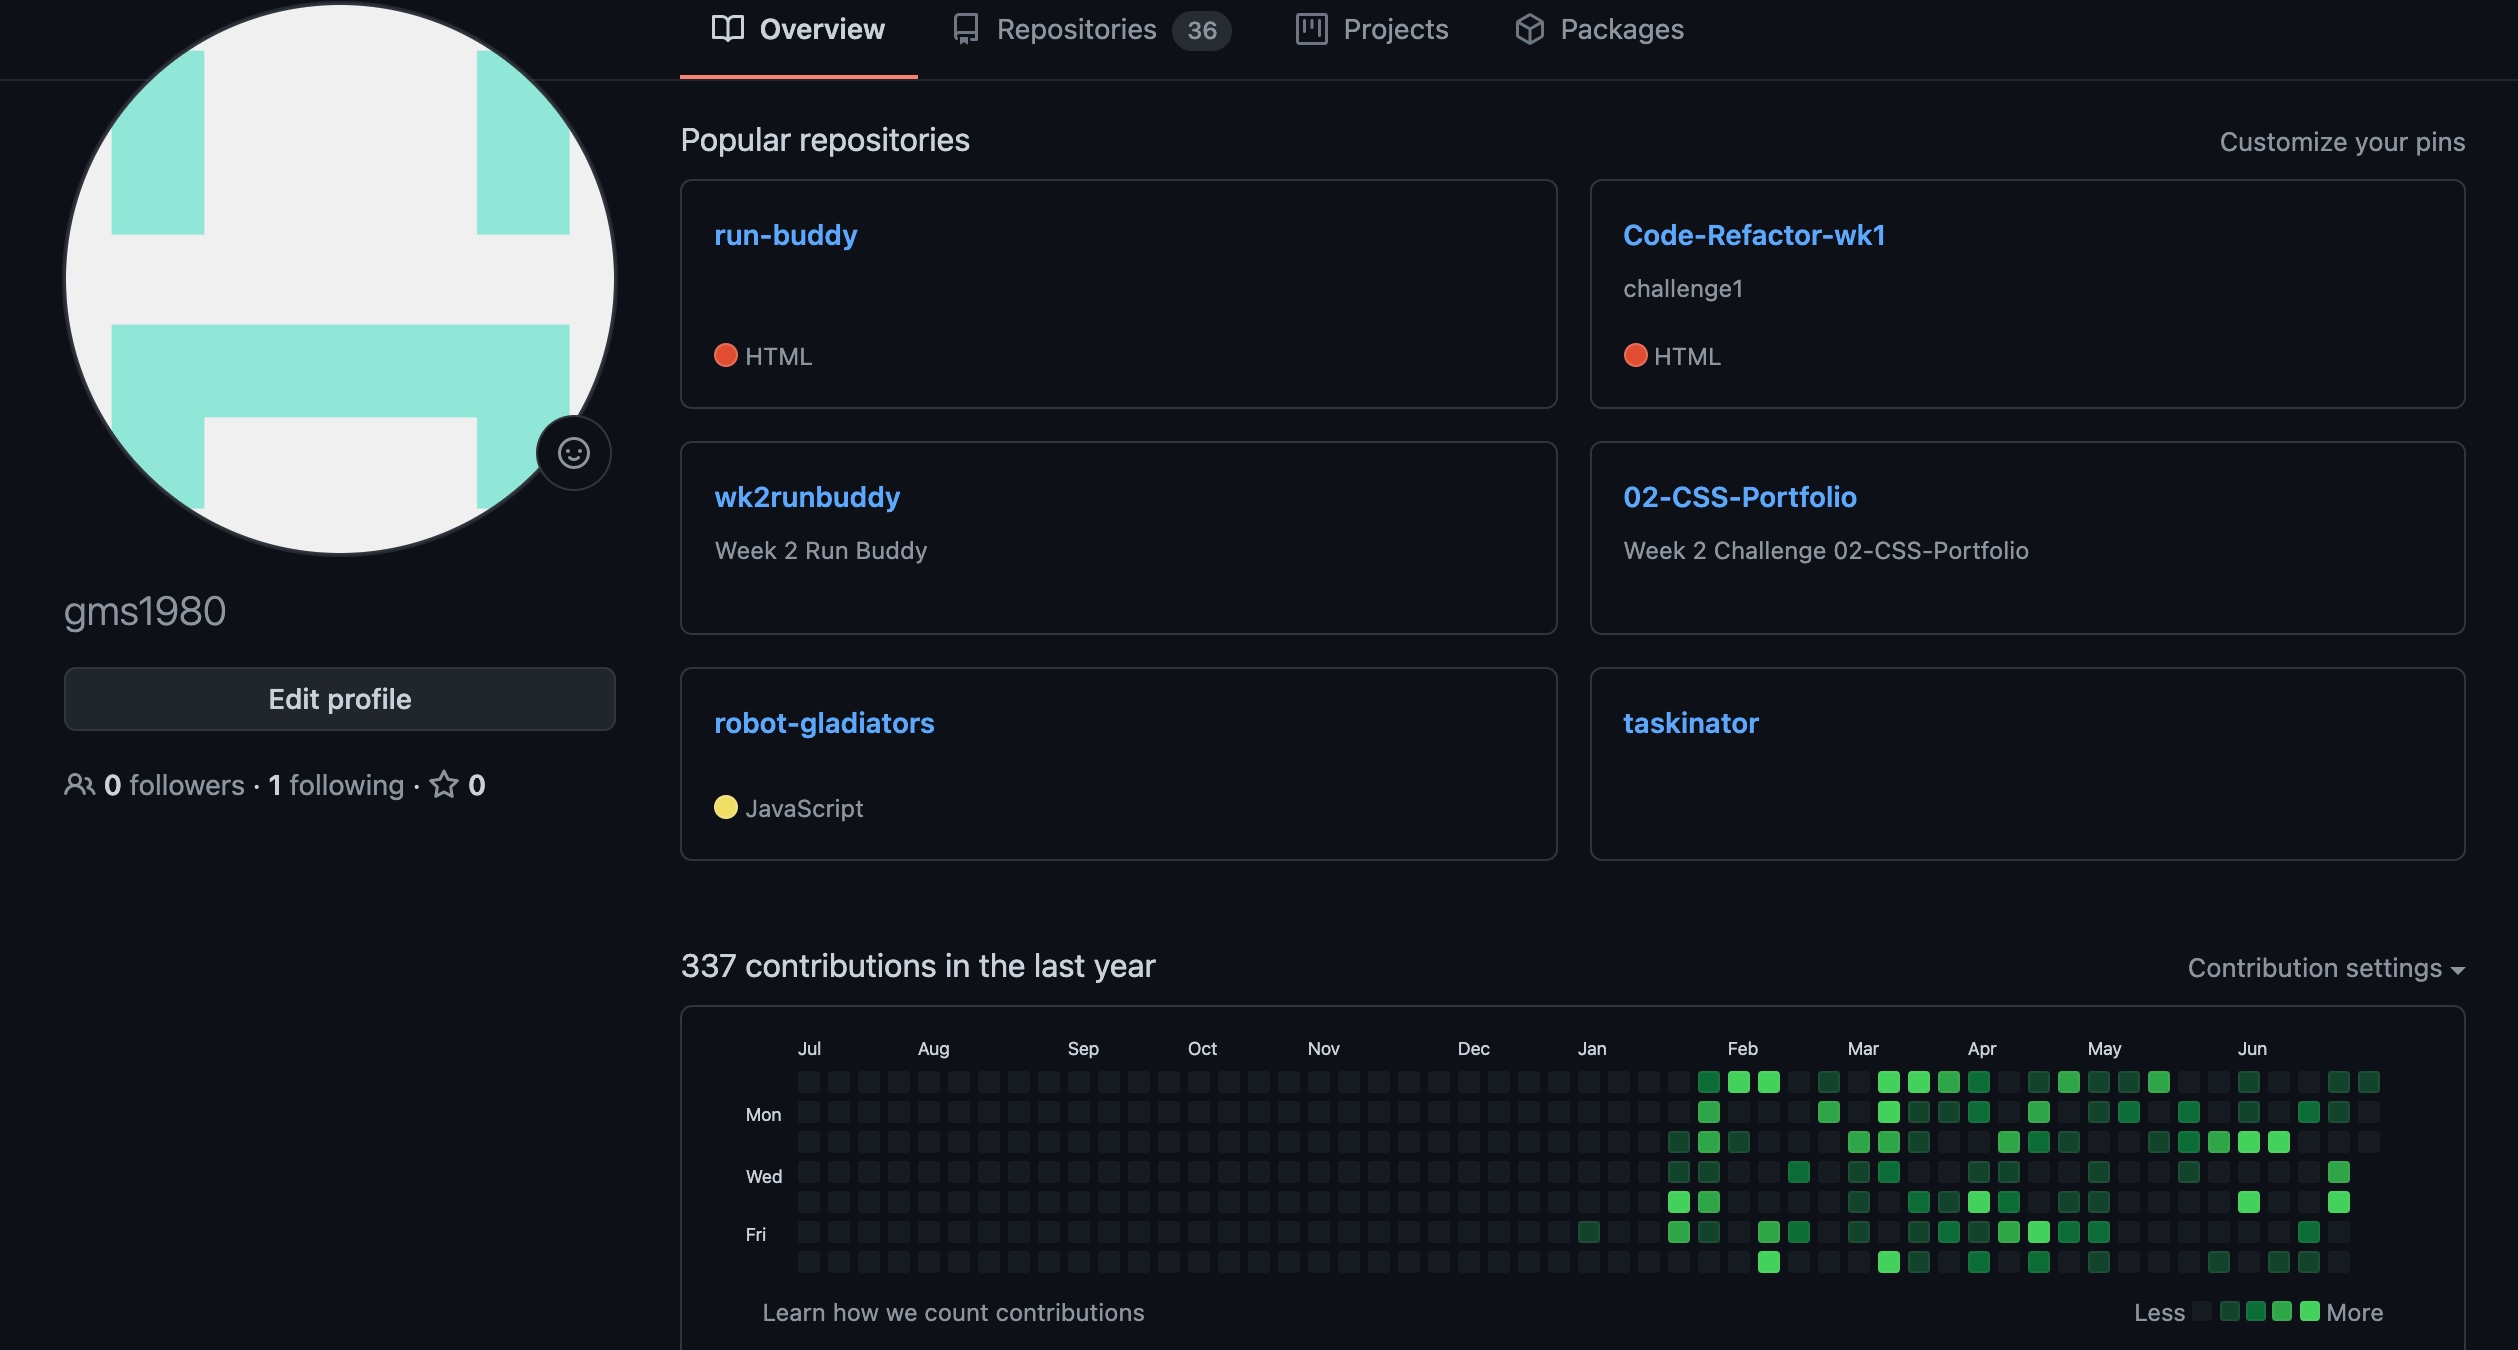 Overview
Repositories 36
Projects
Packages
gms1980
Edit profile
0 followers · 1 following · 0
Popular repositories
Customize your pins
run-buddy
HTML
Code-Refactor-wk1
challenge1
HTML
wk2runbuddy
Week 2 Run Buddy
02-CSS-Portfolio
Week 2 Challenge 02-CSS-Portfolio
robot-gladiators
JavaScript
taskinator
337 contributions in the last year
Contribution settings
Jul Aug Sep Oct Nov Dec Jan Feb Mar Apr May Jun
Mon
Wed
Fri
Learn how we count contributions
Less More